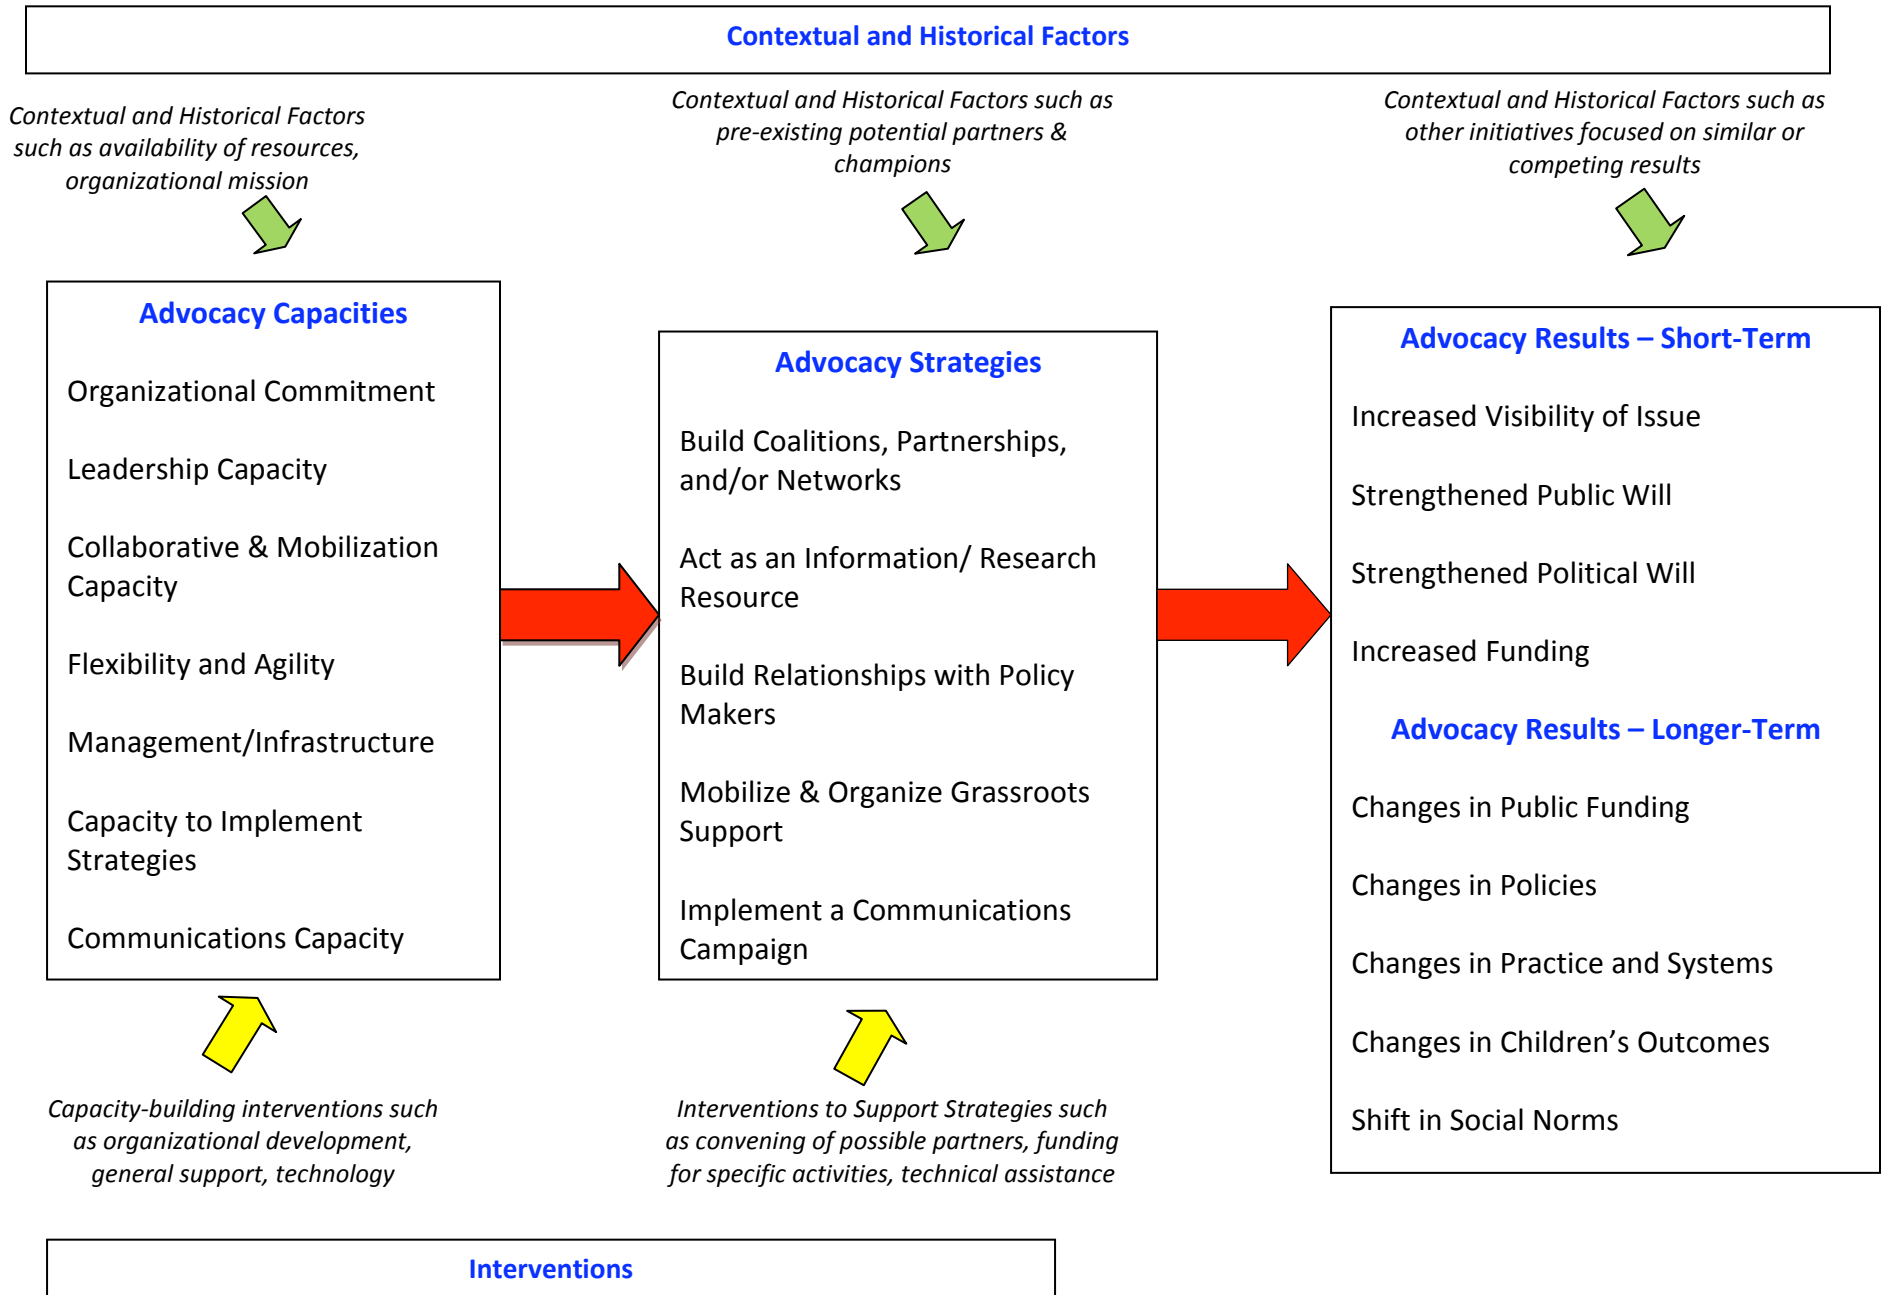 Contextual and Historical Factors
Contextual and Historical Factors
such as availability of resources,
organizational mission
Contextual and Historical Factors such as
pre-existing potential partners &
champions
Contextual and Historical Factors such as
other initiatives focused on similar or
competing results
Advocacy Capacities
Organizational Commitment
Leadership Capacity
Collaborative & Mobilization
Capacity
Flexibility and Agility
Management/Infrastructure
Capacity to Implement
Strategies
Communications Capacity
Advocacy Strategies
Build Coalitions, Partnerships,
and/or Networks
Act as an Information/ Research
Resource
Build Relationships with Policy
Makers
Mobilize & Organize Grassroots
Support
Implement a Communications
Campaign
Advocacy Results – Short-Term
Increased Visibility of Issue
Strengthened Public Will
Strengthened Political Will
Increased Funding
Advocacy Results – Longer-Term
Changes in Public Funding
Changes in Policies
Changes in Practice and Systems
Changes in Children’s Outcomes
Shift in Social Norms
Capacity-building interventions such
as organizational development,
general support, technology
Interventions to Support Strategies such
as convening of possible partners, funding
for specific activities, technical assistance
Interventions